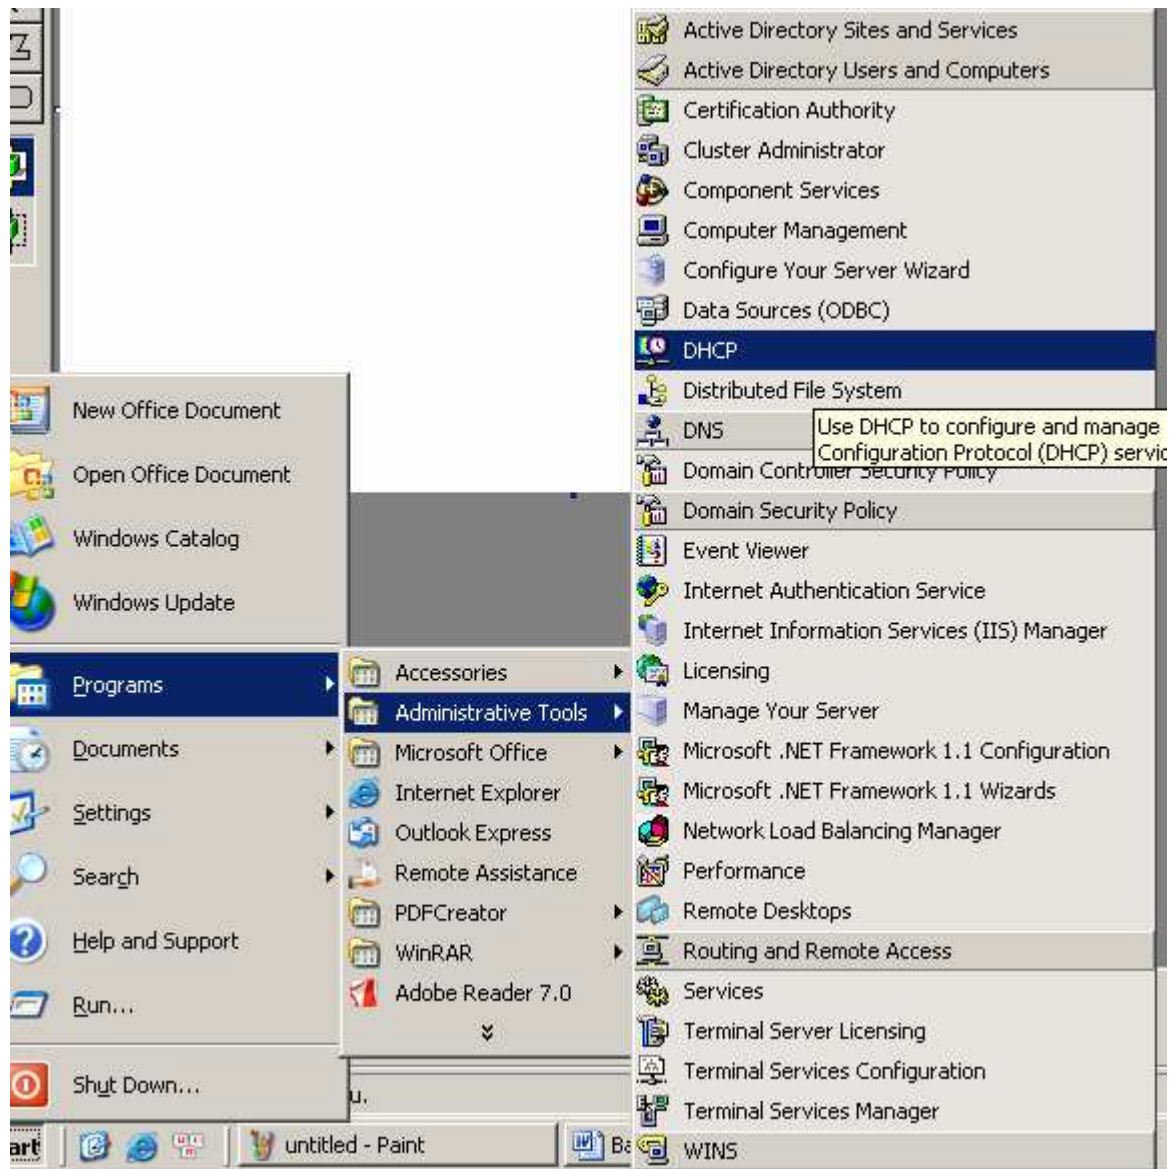 New Office Document
Open Office Document
Windows Catalog
Windows Update
Programs
Documents
Settings
Search
Help and Support
Run...
Shut Down...
Accessories
Administrative Tools
Microsoft Office
Internet Explorer
Outlook Express
Remote Assistance
PDFCreator
WinRAR
Adobe Reader 7.0
Active Directory Sites and Services
Active Directory Users and Computers
Certification Authority
Cluster Administrator
Component Services
Computer Management
Configure Your Server Wizard
Data Sources (ODBC)
DHCP
Distributed File System
DNS
Use DHCP to configure and manage
Configuration Protocol (DHCP) servic
Domain Controller Security Policy
Domain Security Policy
Event Viewer
Internet Authentication Service
Internet Information Services (IIS) Manager
Licensing
Manage Your Server
Microsoft .NET Framework 1.1 Configuration
Microsoft .NET Framework 1.1 Wizards
Network Load Balancing Manager
Performance
Remote Desktops
Routing and Remote Access
Services
Terminal Server Licensing
Terminal Services Configuration
Terminal Services Manager
WINS
u.
art
untitled - Paint
Ba